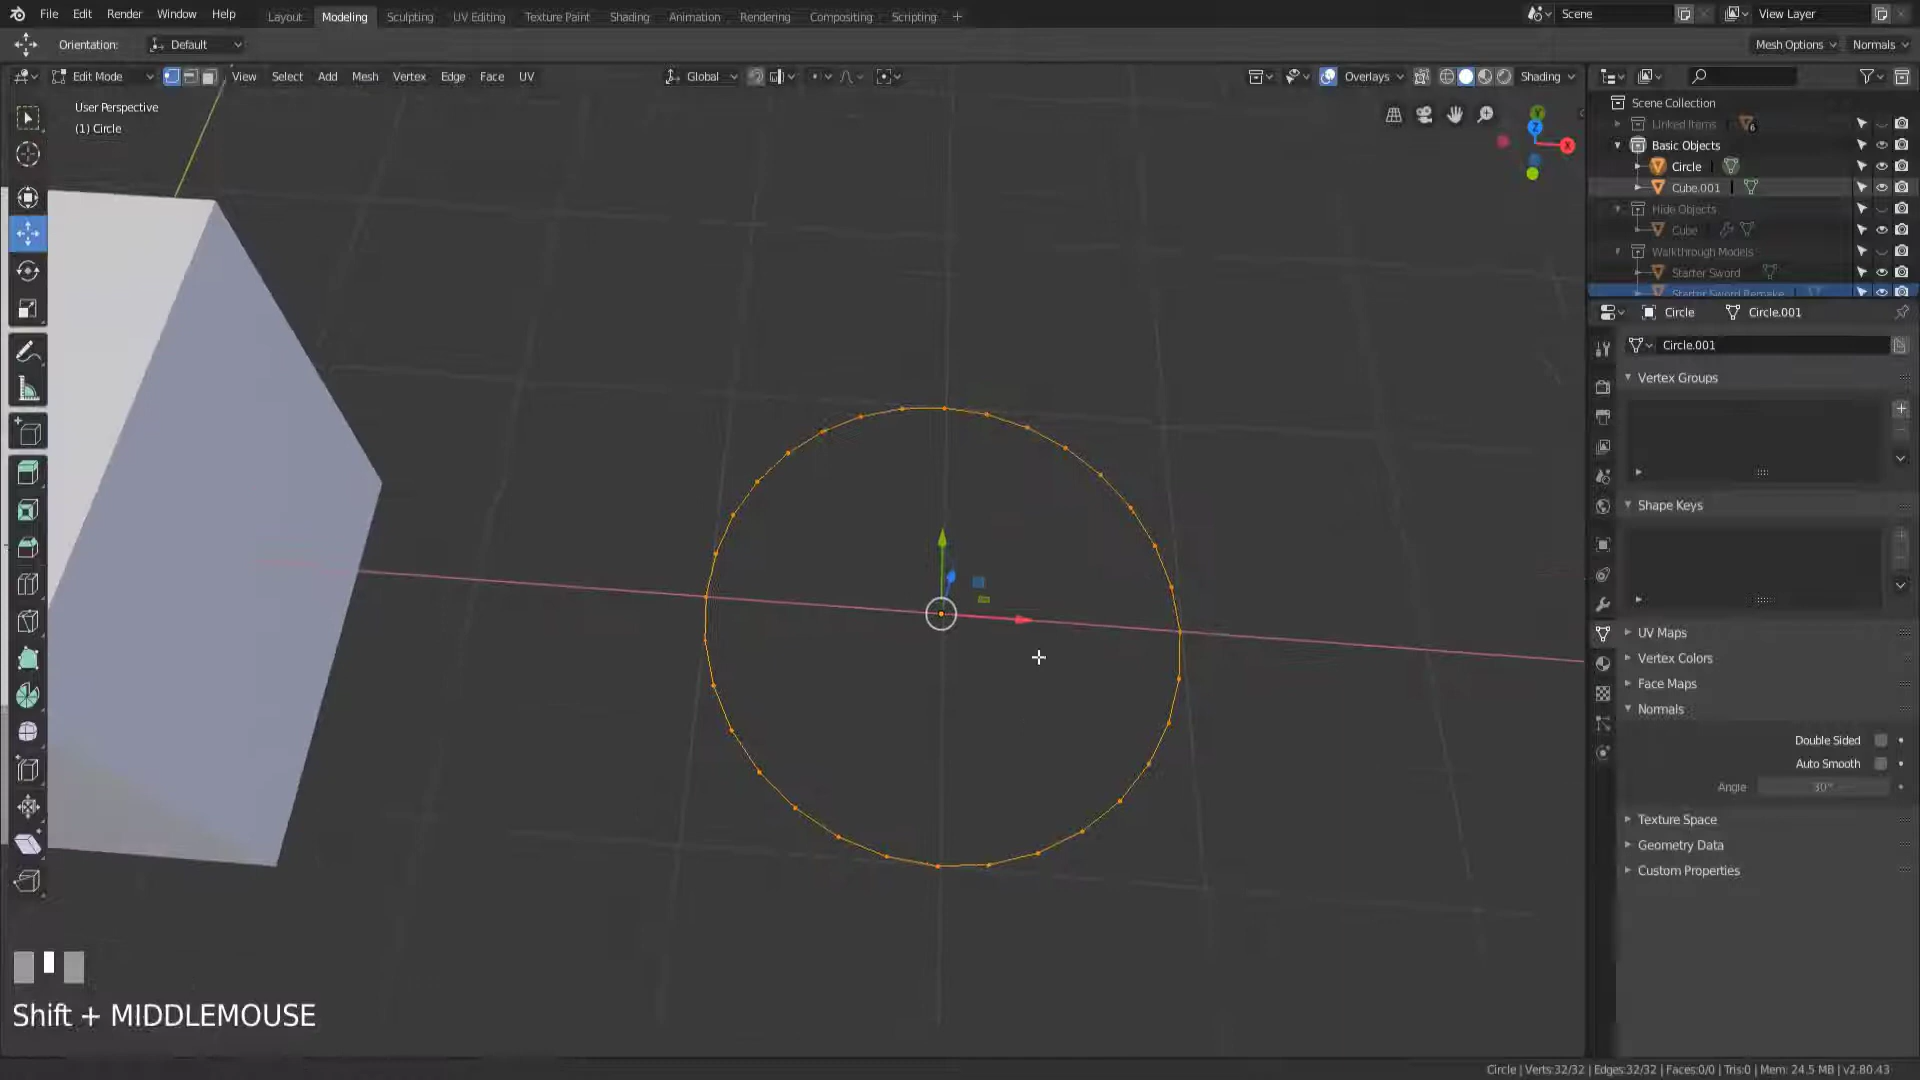 File Edit Render Window Help Layout Modeling Sculpting UV Editing Texture Paint Shading Animation Rendering Compositing Scripting + Scene View Layer
Orientation: Default Mesh Options Normals
Edit Mode View Select Add Mesh Vertex Edge Face UV Global Overlays Shading
User Perspective
(1) Circle
Y
Z
X
Scene Collection
Linked Items 6
Basic Objects
Circle
Cube.001
Hide Objects
Cube
Walkthrough Models
Starter Sword
Starter Sword Remake
Circle Circle.001
Circle.001
Vertex Groups
Shape Keys
UV Maps
Vertex Colors
Face Maps
Normals
Double Sided
Auto Smooth
Angle 30°
Texture Space
Geometry Data
Custom Properties
Shift + MIDDLEMOUSE
Circle | Verts:32/32 | Edges:32/32 | Faces:0/0 | Tris:0 | Mem: 24.5 MB | v2.80.43